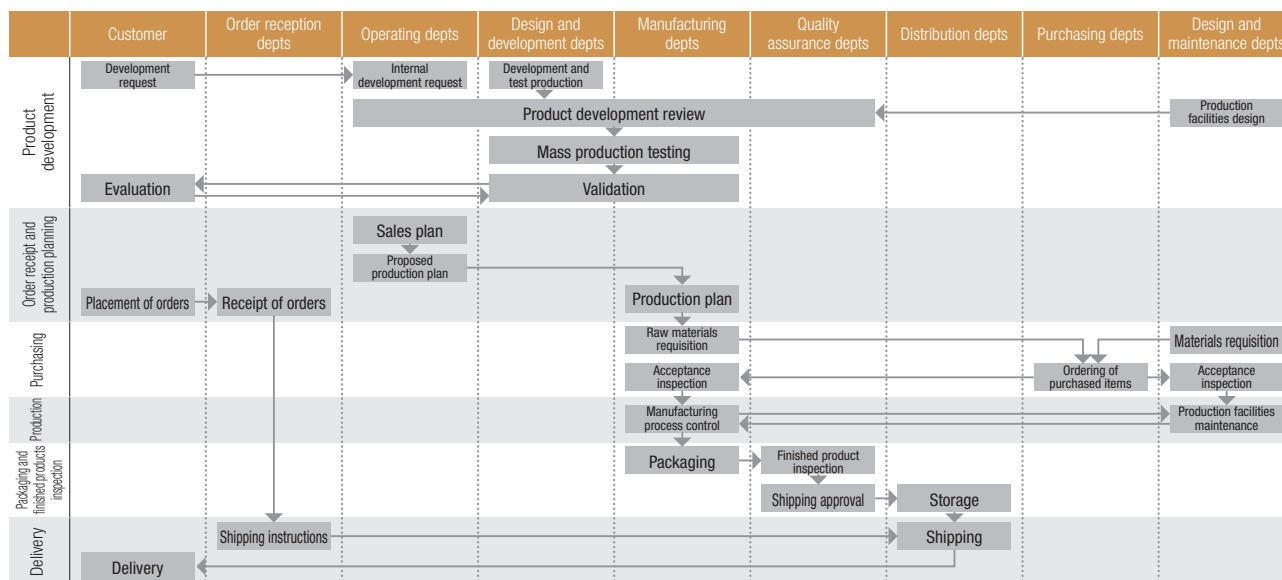 Customer
Order reception
depts
Operating depts
Design and
development depts
Manufacturing
depts
Quality
assurance depts
Distribution depts
Purchasing depts
Design and
maintenance depts
Product
development
Development
request
Internal
development request
Development and
test production
Product development review
Production
facilities design
Mass production testing
Evaluation
Validation
Order receipt and
production planning
Sales plan
Proposed
production plan
Placement of orders
Receipt of orders
Production plan
Purchasing
Raw materials
requisition
Materials requisition
Acceptance
inspection
Ordering of
purchased items
Acceptance
inspection
Production
Manufacturing
process control
Production facilities
maintenance
Packaging and
finished products
inspection
Packaging
Finished product
inspection
Shipping approval
Storage
Delivery
Shipping instructions
Shipping
Delivery